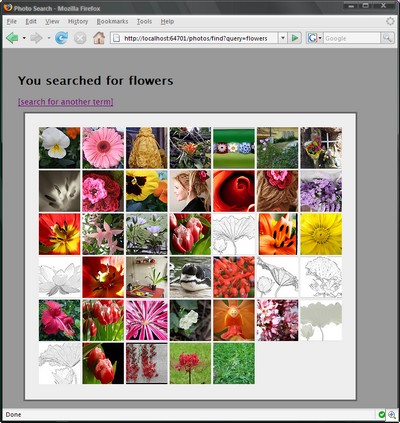 Photo Search - Mozilla Firefox
File Edit View History Bookmarks Tools Help
http://localhost:64701/photos/find?query=flowers
Google
You searched for flowers
[search for another term]
Done